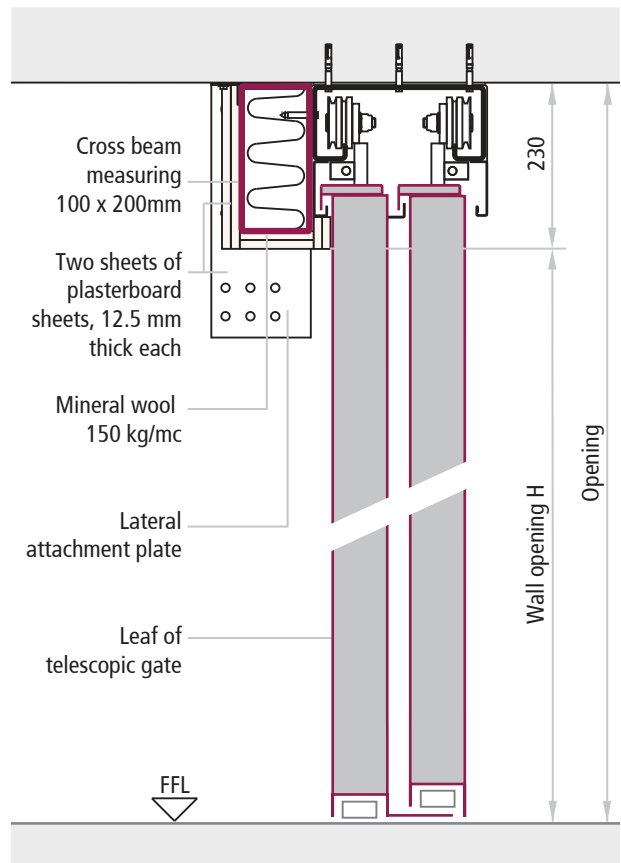 Cross beam
measuring
100 x 200mm
Two sheets of
plasterboard
sheets, 12.5 mm
thick each
Mineral wool
150 kg/mc
Lateral
attachment plate
Leaf of
telescopic gate
FFL
230
Wall opening H
Opening